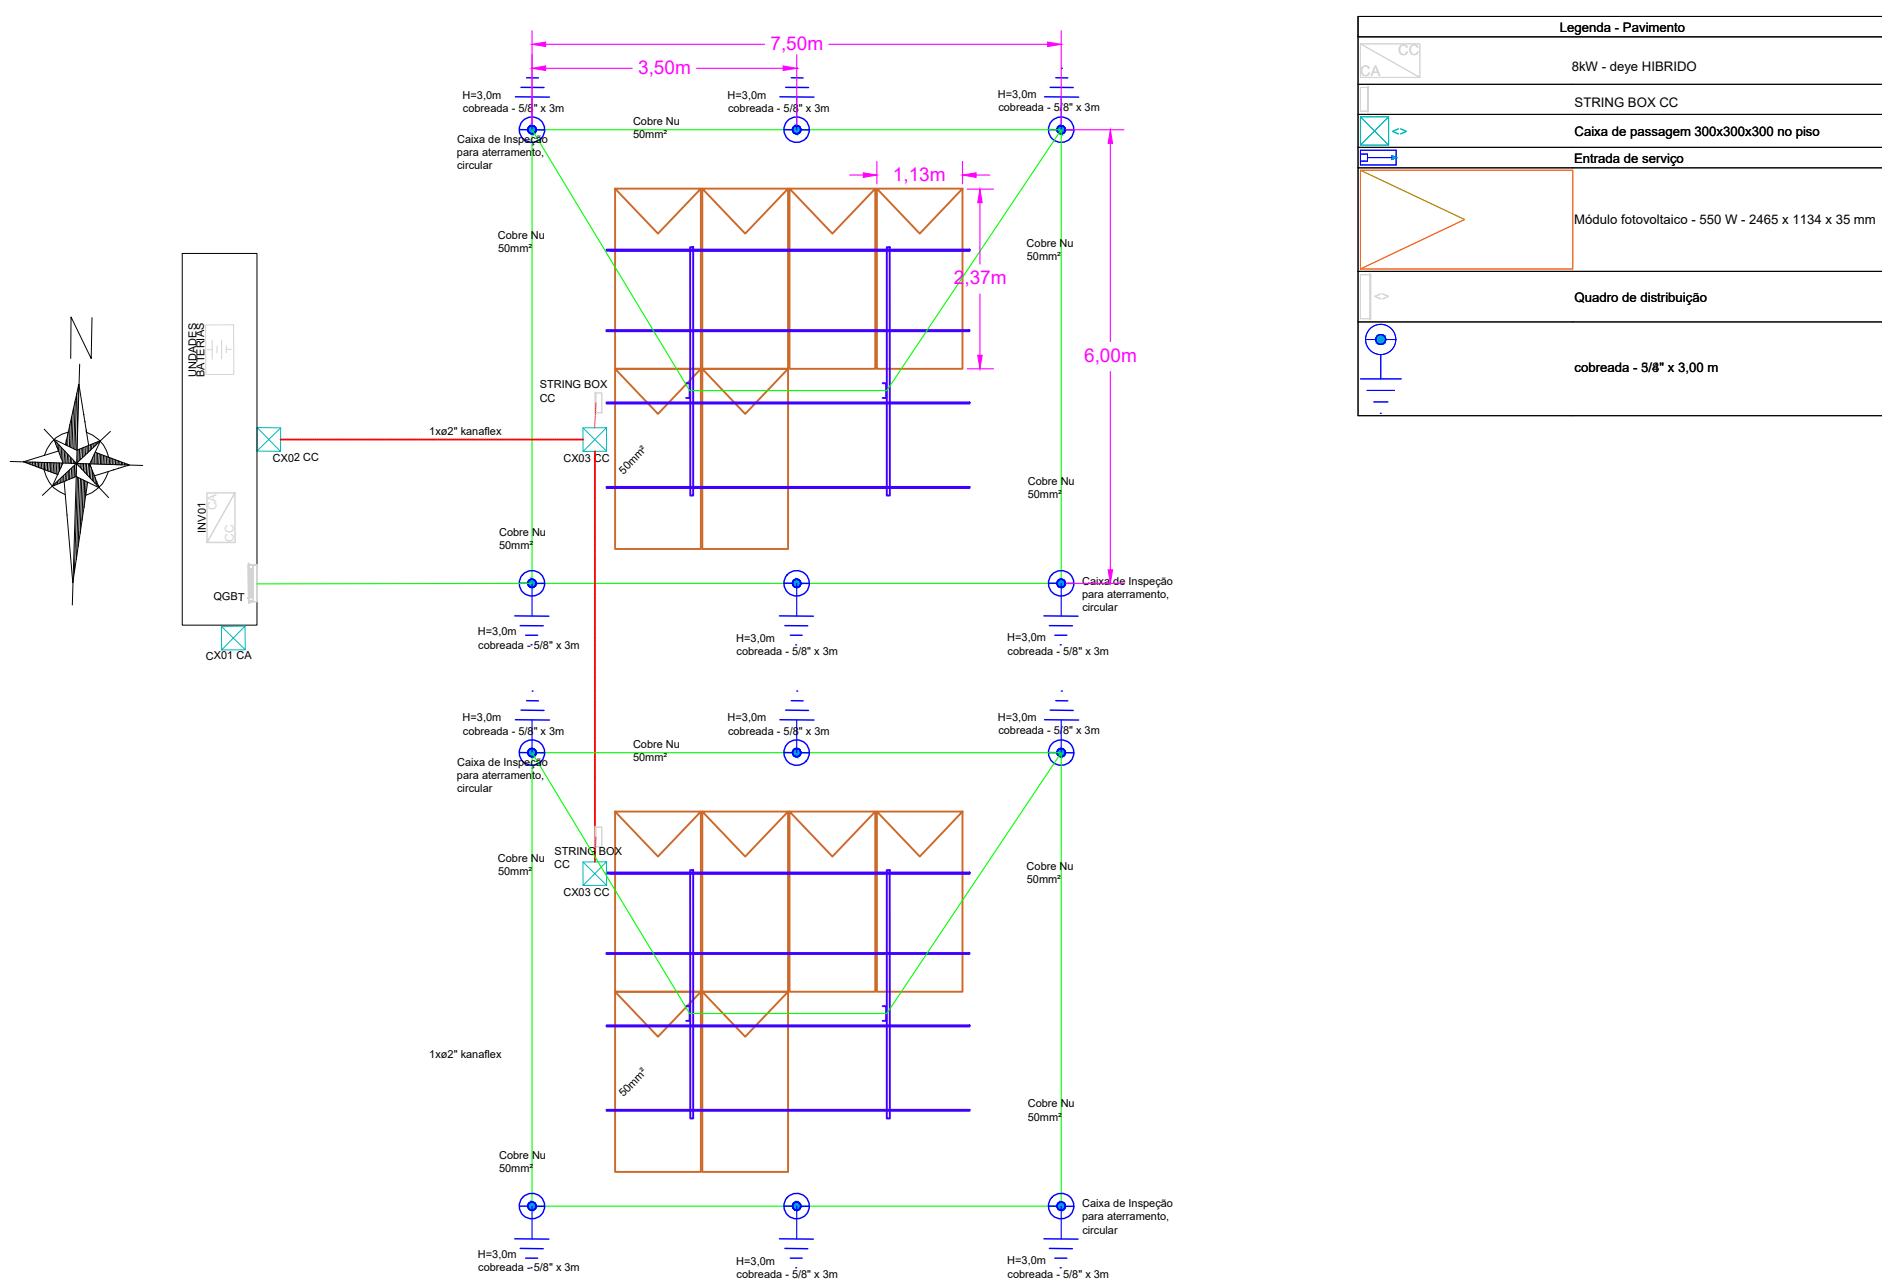 7,50m
3,50m
H=3,0m
cobreada - 5/8" x 3m
H=3,0m
cobreada - 5/8" x 3m
H=3,0m
cobreada - 5/8" x 3m
Cobre Nu
50mm²
Caixa de Inspeção
para aterramento,
circular
1,13m
Cobre Nu
50mm²
Cobre Nu
50mm²
2,37m
6,00m
N
UNDADES
BATERIAS
STRING BOX
CC
1xø2" kanaflex
CX02 CC
CX03 CC
50mm²
Cobre Nu
50mm²
INV01
CA
CC
Cobre Nu
50mm²
QGBT
CX01 CA
Caixa de Inspeção
para aterramento,
circular
H=3,0m
cobreada - 5/8" x 3m
H=3,0m
cobreada - 5/8" x 3m
H=3,0m
cobreada - 5/8" x 3m
H=3,0m
cobreada - 5/8" x 3m
H=3,0m
cobreada - 5/8" x 3m
H=3,0m
cobreada - 5/8" x 3m
Cobre Nu
50mm²
Caixa de Inspeção
para aterramento,
circular
STRING BOX
CC
Cobre Nu
50mm²
Cobre Nu
50mm²
CX03 CC
1xø2" kanaflex
50mm²
Cobre Nu
50mm²
Cobre Nu
50mm²
Caixa de Inspeção
para aterramento,
circular
H=3,0m
cobreada - 5/8" x 3m
H=3,0m
cobreada - 5/8" x 3m
H=3,0m
cobreada - 5/8" x 3m
Legenda - Pavimento
CC
CA
8kW - deye HIBRIDO
STRING BOX CC
<> Caixa de passagem 300x300x300 no piso
Entrada de serviço
Módulo fotovoltaico - 550 W - 2465 x 1134 x 35 mm
<> Quadro de distribuição
cobreada - x 3,00 m